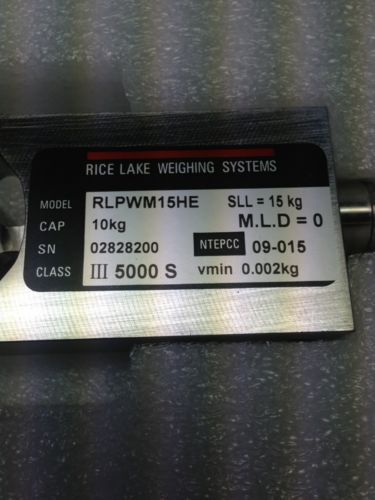 RICE LAKE WEIGHING SYSTEMS
MODEL RLPWM15HE SLL = 15 kg
CAP 10kg M.L.D = 0
SN 02828200 NTEPCC 09-015
CLASS III 5000 S vmin 0.002kg